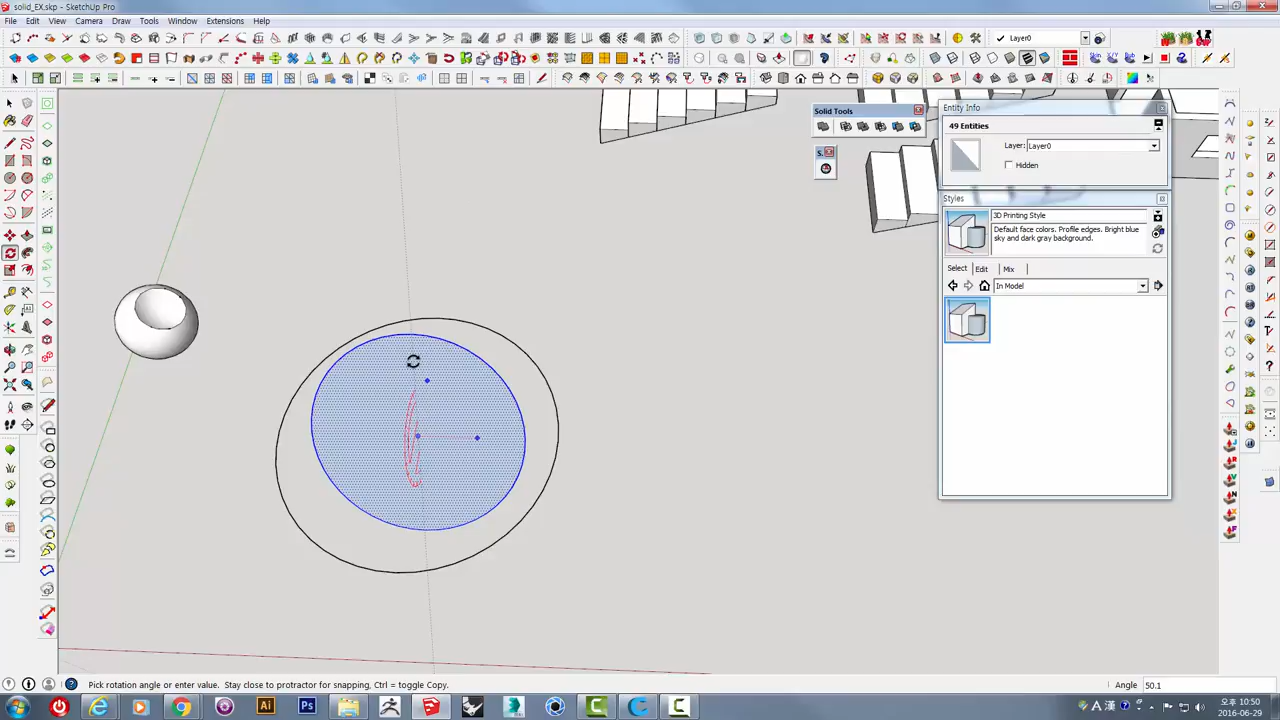 solid_EX.skp - SketchUp Pro
File Edit View Camera Draw Tools Window Extensions Help
Layer0
Solid Tools
S..
Entity Info
49 Entities
Layer: Layer0
Hidden
Styles
3D Printing Style
Default face colors. Profile edges. Bright blue
sky and dark gray background.
Select Edit Mix
In Model
Pick rotation angle or enter value. Stay close to protractor for snapping, Ctrl = toggle Copy.
Angle 50.1
Ai Ps
A 漢
오후 10:50
2016-06-29